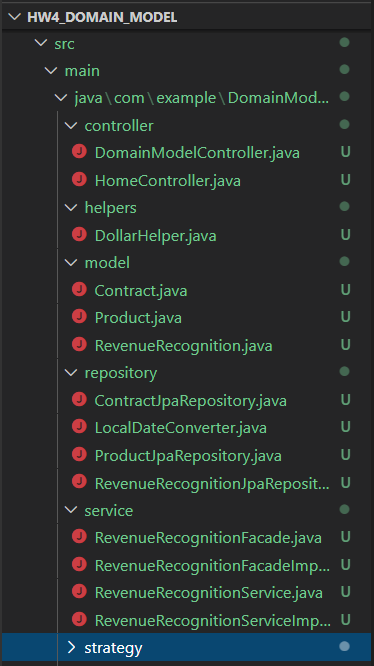 HW4_DOMAIN_MODEL
src
main
java\com\example\DomainMod...
controller
DomainModelController.java U
HomeController.java U
helpers
DollarHelper.java U
model
Contract.java U
Product.java U
RevenueRecognition.java U
repository
ContractJpaRepository.java U
LocalDateConverter.java U
ProductJpaRepository.java U
RevenueRecognitionJpaReposit... U
service
RevenueRecognitionFacade.java U
RevenueRecognitionFacadeImp... U
RevenueRecognitionService.java U
RevenueRecognitionServiceImp... U
strategy